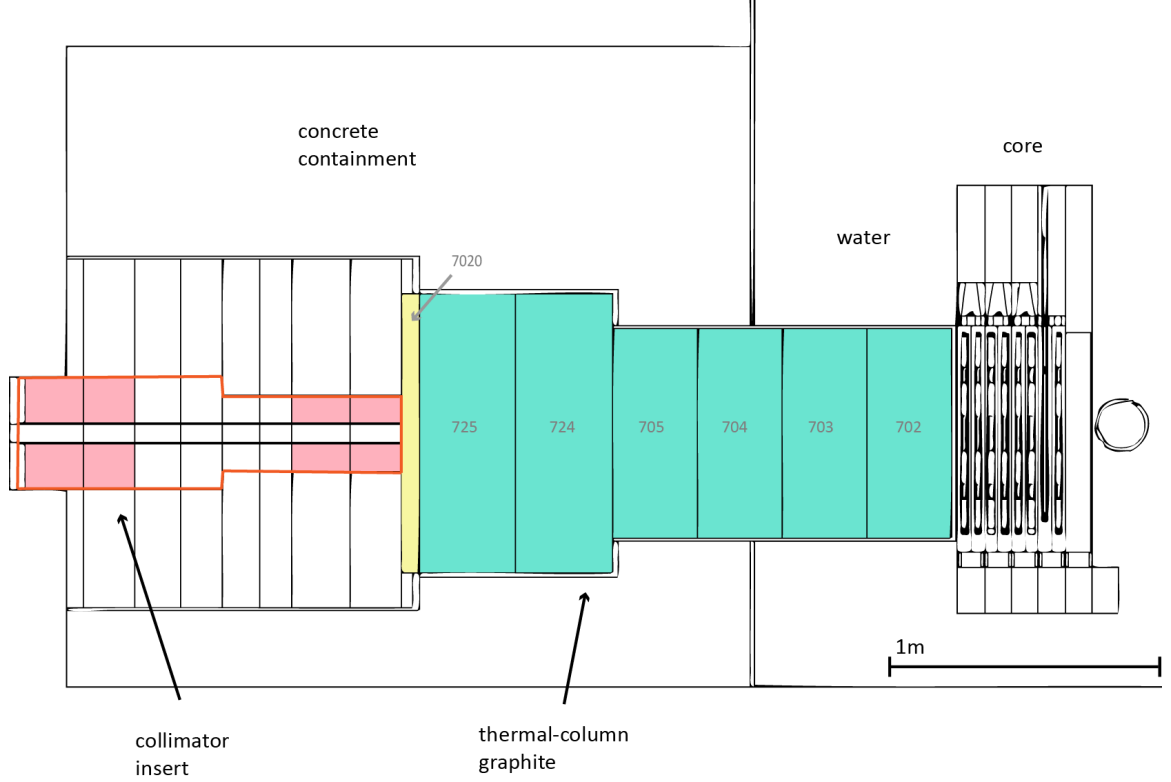 concrete
containment
core
water
7020
725
724
705
704
703
702
1m
collimator
insert
thermal-column
graphite